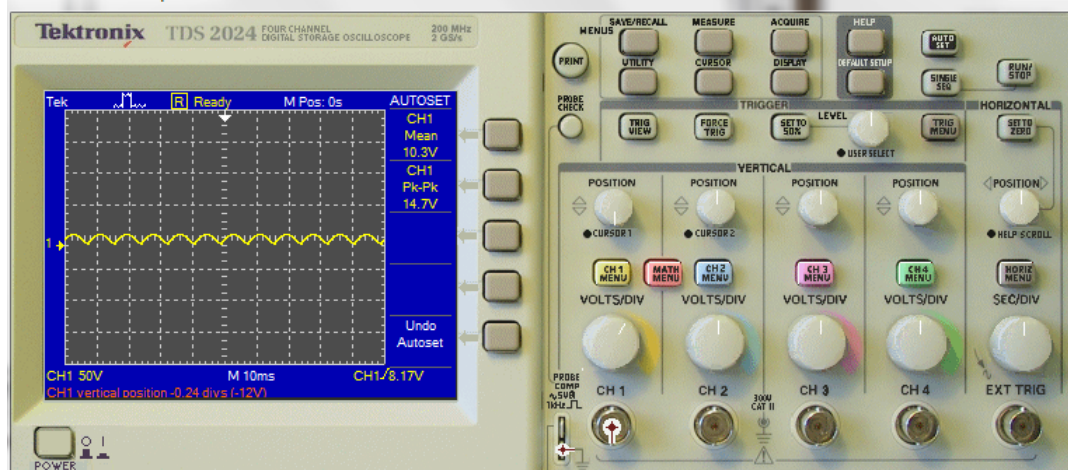 Tektronix TDS 2024 FOUR CHANNEL DIGITAL STORAGE OSCILLOSCOPE 200 MHz 2 GS/s
Tek R Ready M Pos: 0s AUTOSET
CH1
Mean
10.3V
CH1
Pk-Pk
14.7V
1
Undo
Autoset
CH1 50V M 10ms CH1 8.17V
CH1 vertical position -0.24 divs (-12V)
POWER
MENUS
SAVE/RECALL MEASURE ACQUIRE HELP
PRINT
UTILITY CURSOR DISPLAY DEFAULT SETUP
AUTO SET
SINGLE SEQ
RUN/ STOP
PROBE CHECK
TRIGGER
HORIZONTAL
TRIG VIEW
FORCE TRIG
SET TO 50%
LEVEL
TRIG MENU
SET TO ZERO
USER SELECT
VERTICAL
POSITION POSITION POSITION POSITION POSITION
CURSOR 1 CURSOR 2 HELP SCROLL
CH 1 MENU
MATH MENU
CH 2 MENU
CH 3 MENU
CH 4 MENU
HORIZ MENU
VOLTS/DIV VOLTS/DIV VOLTS/DIV VOLTS/DIV SEC/DIV
PROBE COMP
~5V@
1kHz
CH 1 CH 2 CH 3 CH 4 EXT TRIG
300V
CAT II